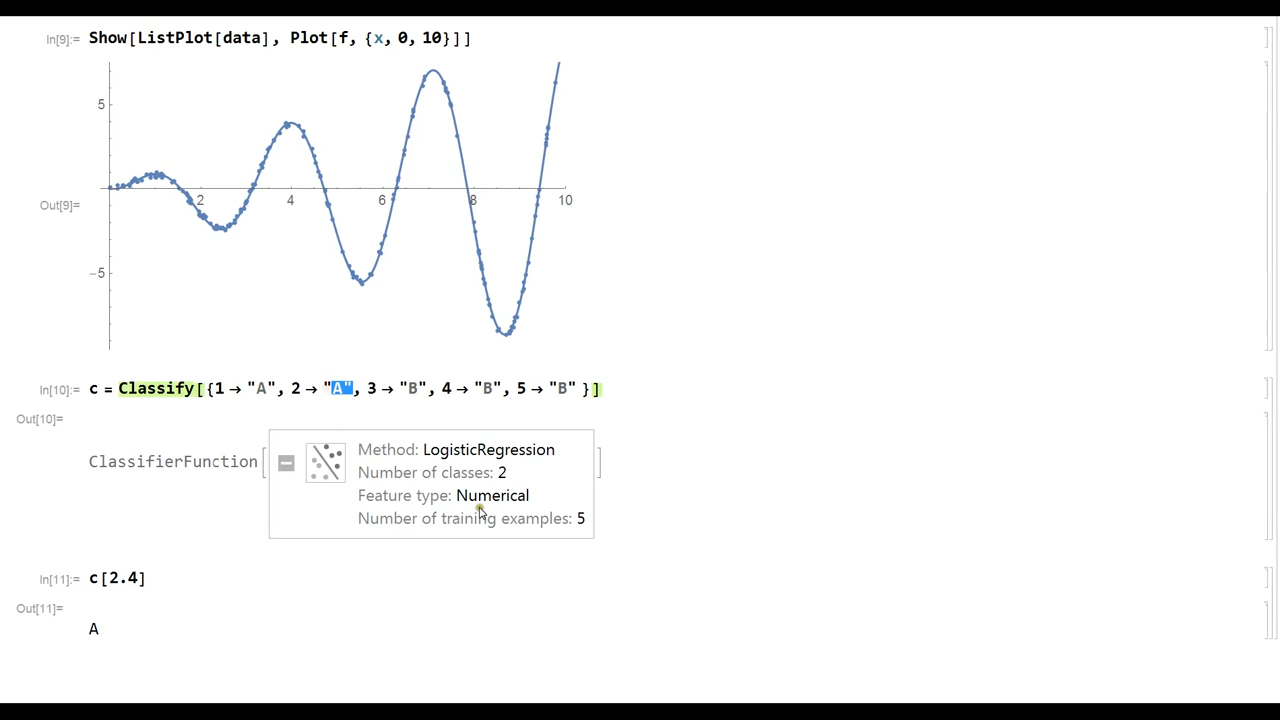 In[9]:= Show[ListPlot[data], Plot[f, {x, 0, 10}]]
5
2 4 6 8 10
Out[9]=
-5
In[10]:= c = Classify[{1 → "A", 2 → "A", 3 → "B", 4 → "B", 5 → "B" }]
Out[10]=
Method: LogisticRegression
ClassifierFunction[ ]
Number of classes: 2
Feature type: Numerical
Number of training examples: 5
In[11]:= c[2.4]
Out[11]=
A